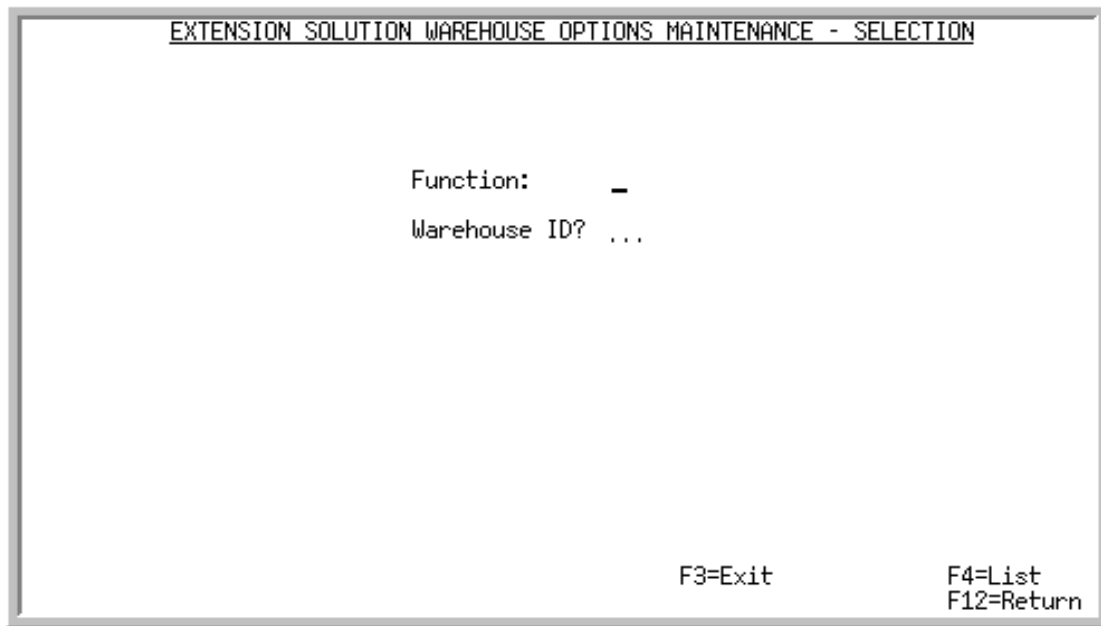 EXTENSION SOLUTION WAREHOUSE OPTIONS MAINTENANCE - SELECTION
Function: _
Warehouse ID? ...
F3=Exit F4=List
F12=Return